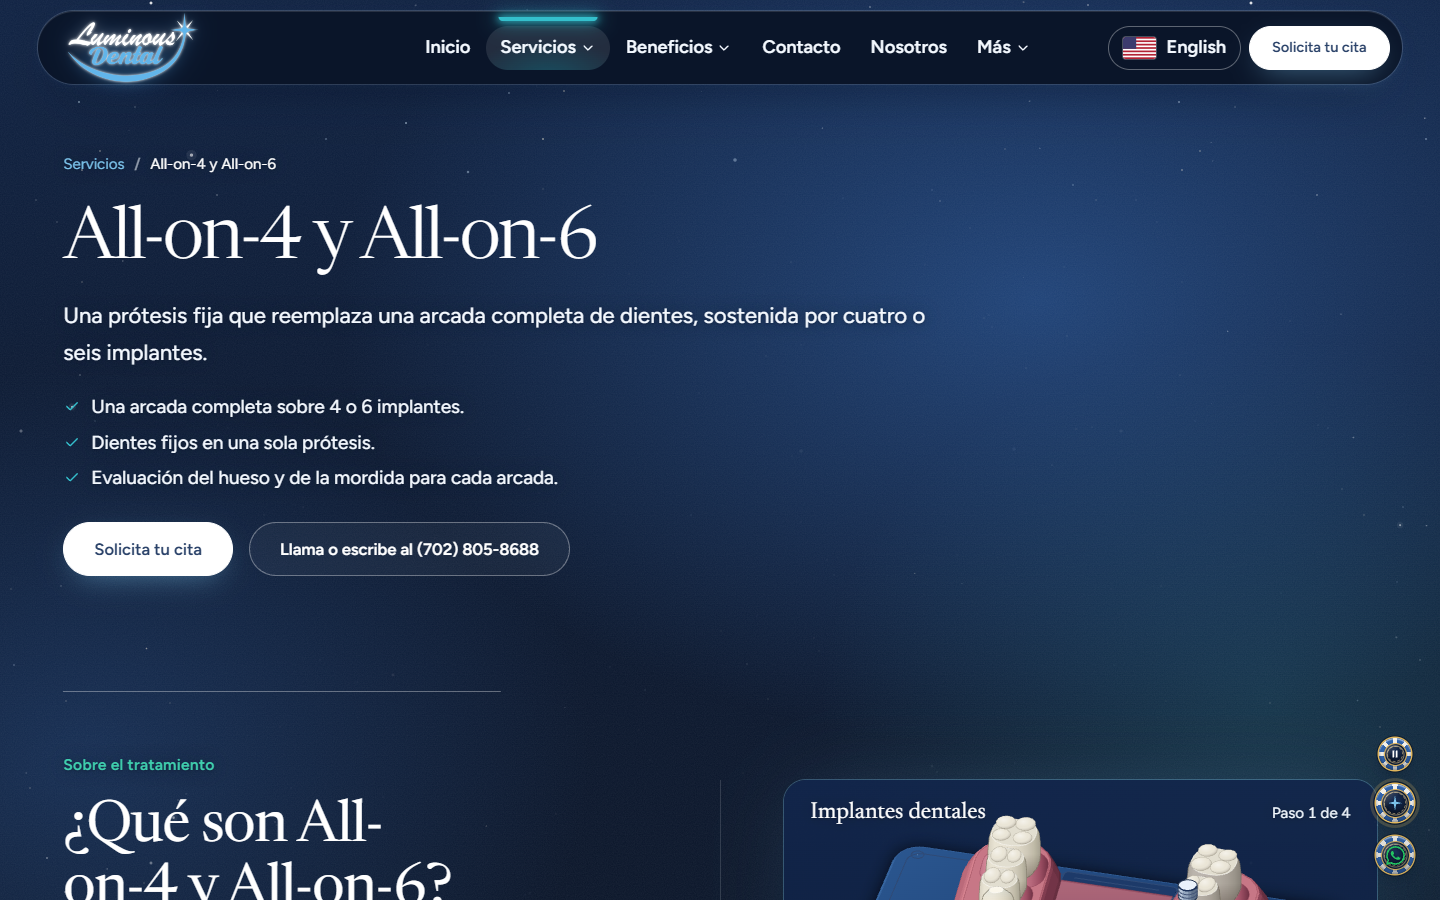 Luminous
Dental
Inicio
Servicios
Beneficios
Contacto
Nosotros
Más
English
Solicita tu cita
Servicios / All-on-4 y All-on-6
All-on-4 y All-on-6
Una prótesis fija que reemplaza una arcada completa de dientes, sostenida por cuatro o
seis implantes.
Una arcada completa sobre 4 o 6 implantes.
Dientes fijos en una sola prótesis.
Evaluación del hueso y de la mordida para cada arcada.
Solicita tu cita
Llama o escribe al (702) 805-8688
Sobre el tratamiento
¿Qué son All-
on-4 y All-on-6?
Implantes dentales
Paso 1 de 4